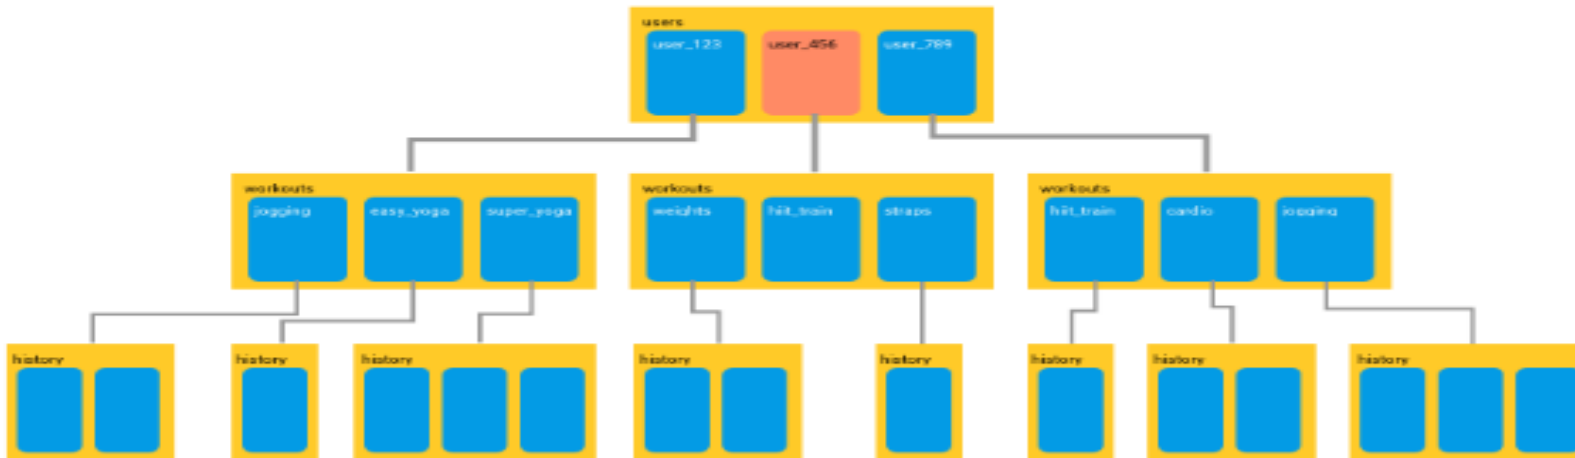 users
user_123 user_456 user_789
workouts workouts workouts
jogging easy_yoga super_yoga weights hiit_train straps hiit_train cardio jogging
history history history history history history history history